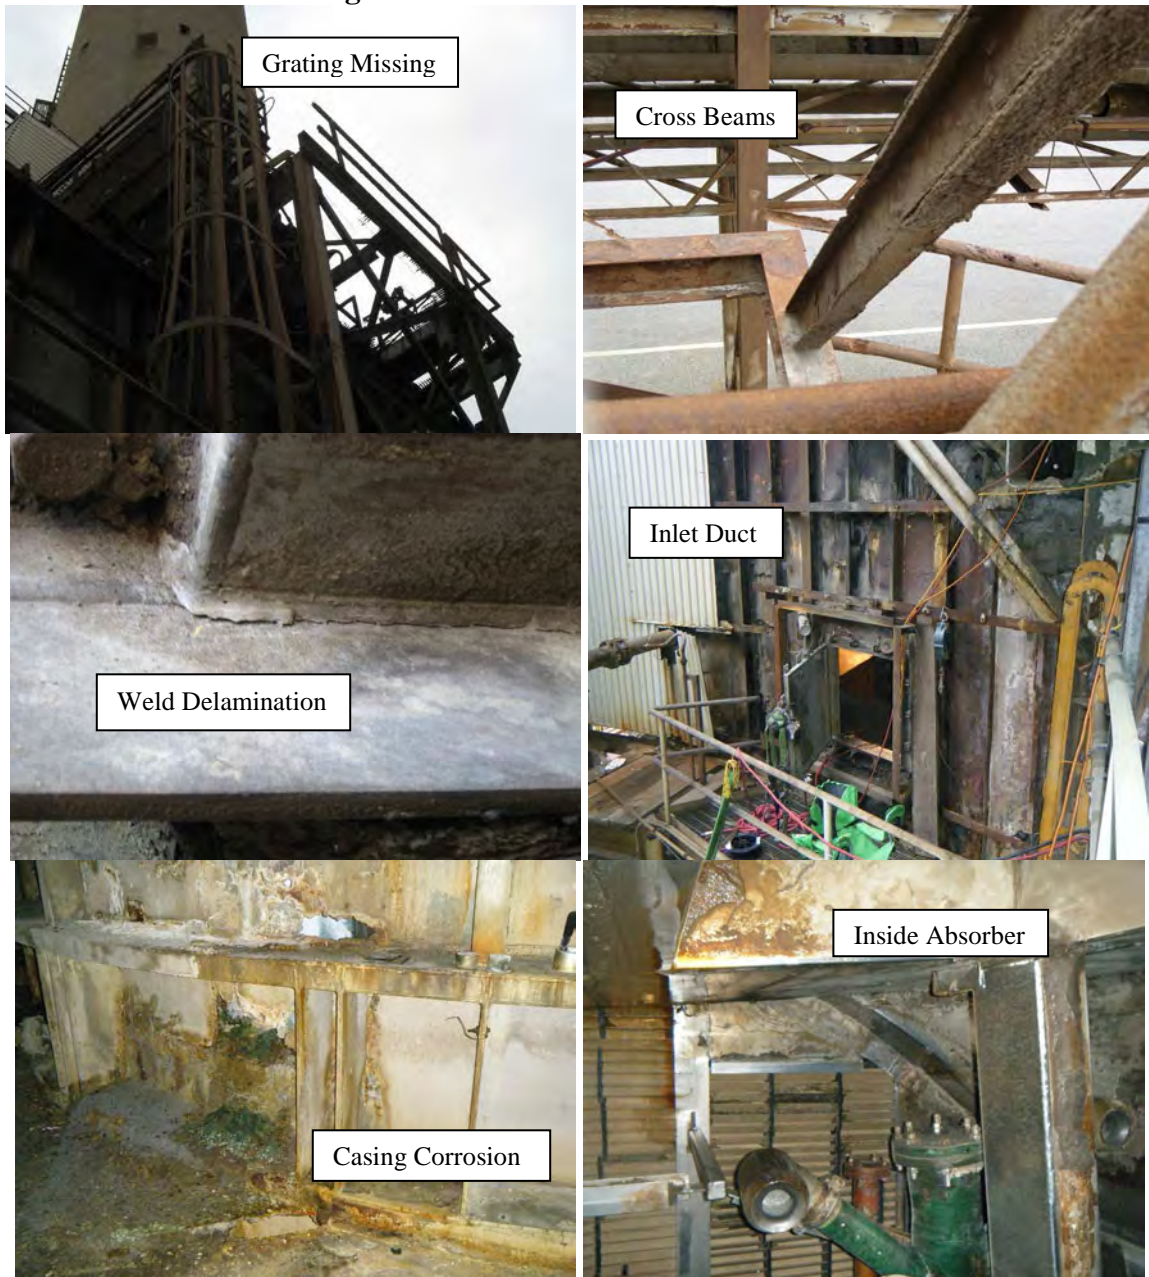 Grating Missing
Cross Beams
Weld Delamination
Inlet Duct
Casing Corrosion
Inside Absorber